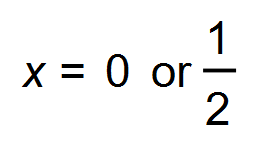 x = 0 or 1/2